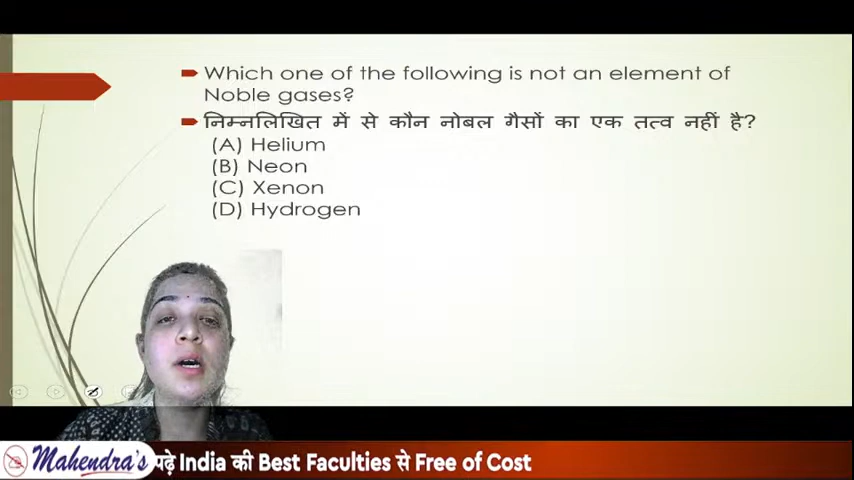 Which one of the following is not an element of
Noble gases?
निम्नलिखित में से कौन नोबल गैसों का एक तत्व नहीं है?
(A) Helium
(B) Neon
(C) Xenon
(D) Hydrogen
Mahendra's पढ़े India की Best Faculties से Free of Cost